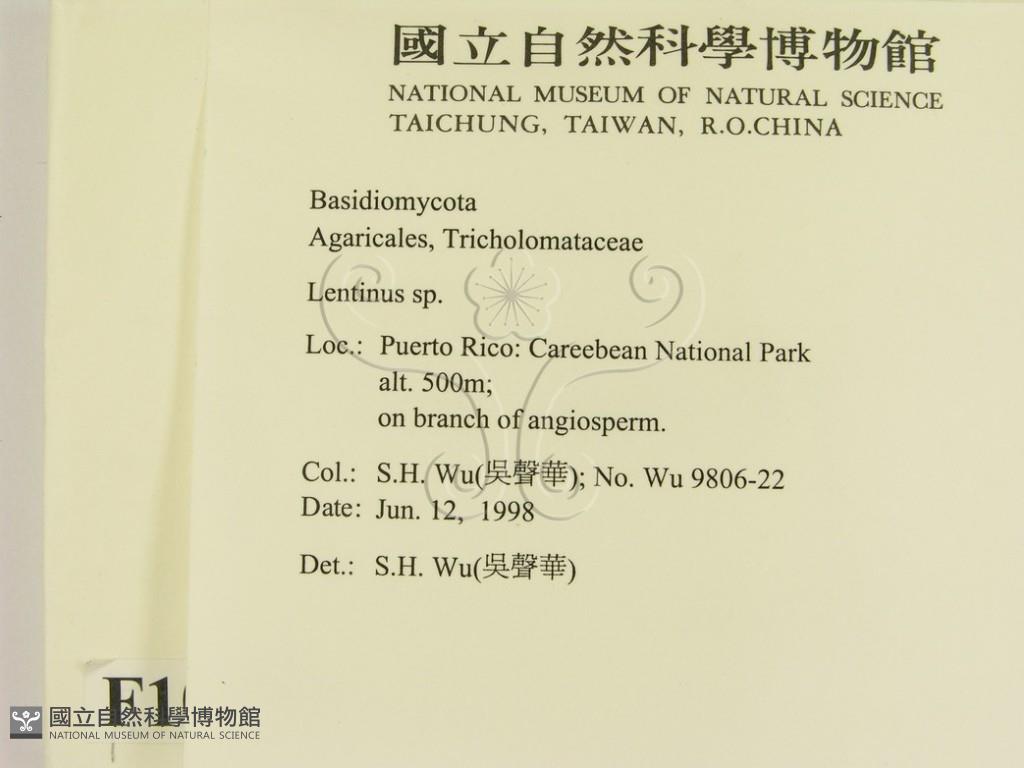 國立自然科學博物館
NATIONAL MUSEUM OF NATURAL SCIENCE
TAICHUNG, TAIWAN, R.O.CHINA
Basidiomycota
Agaricales, Tricholomataceae
Lentinus sp.
Loc.: Puerto Rico: Careebean National Park
alt. 500m;
on branch of angiosperm.
Col.: S.H. Wu(吳聲華); No. Wu 9806-22
Date: Jun. 12, 1998
Det.: S.H. Wu(吳聲華)
國立自然科學博物館
NATIONAL MUSEUM OF NATURAL SCIENCE